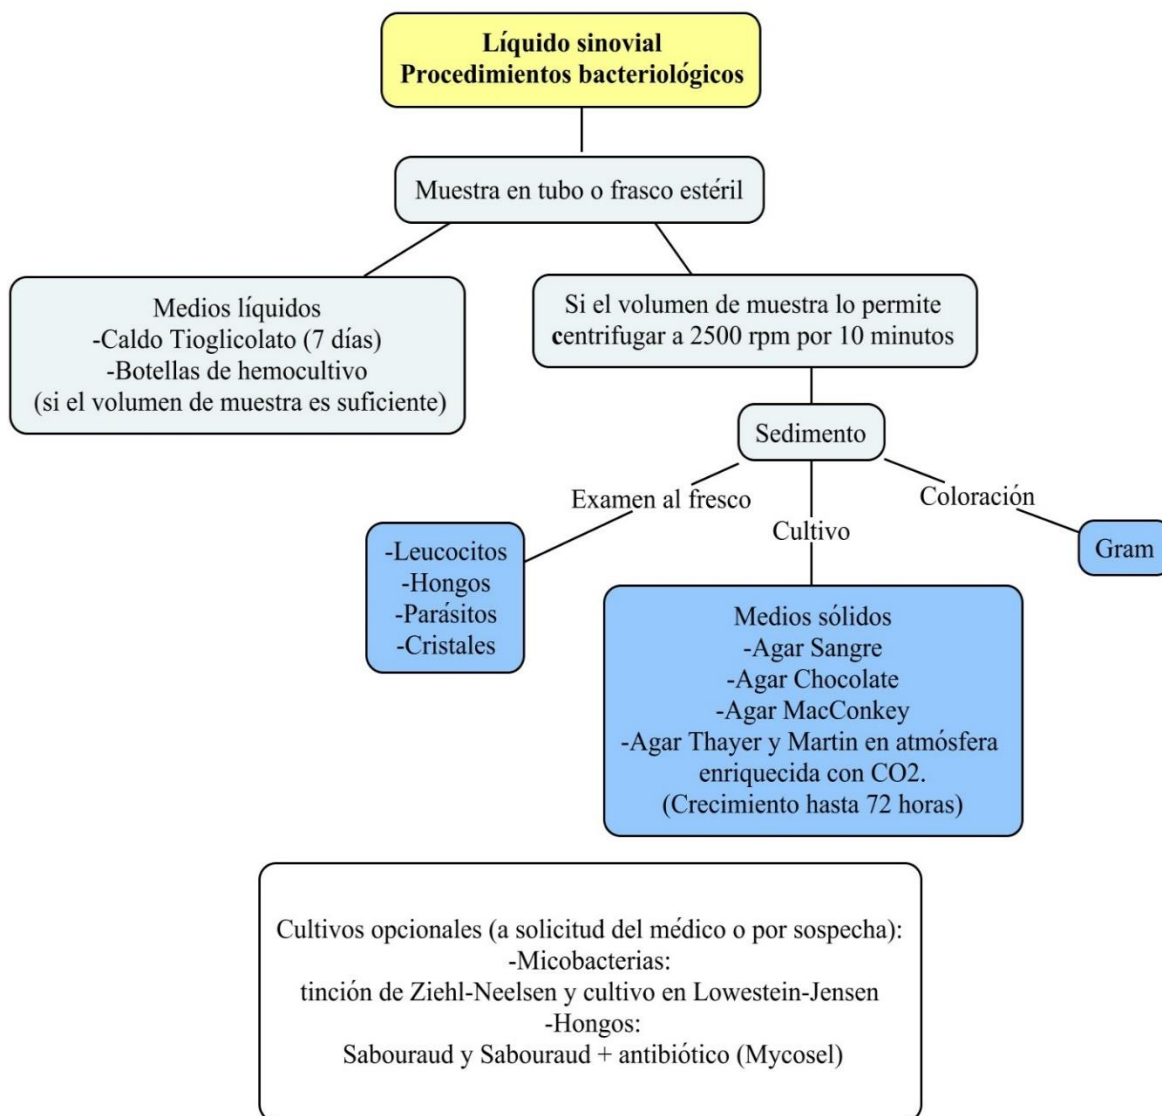 Líquido sinovial
Procedimientos bacteriológicos
Muestra en tubo o frasco estéril
Medios líquidos
-Caldo Tioglicolato (7 días)
-Botellas de hemocultivo
(si el volumen de muestra es suficiente)
Si el volumen de muestra lo permite
centrifugar a 2500 rpm por 10 minutos
Sedimento
Examen al fresco
Cultivo
Coloración
-Leucocitos
-Hongos
-Parásitos
-Cristales
Gram
Medios sólidos
-Agar Sangre
-Agar Chocolate
-Agar MacConkey
-Agar Thayer y Martin en atmósfera
enriquecida con CO2.
(Crecimiento hasta 72 horas)
Cultivos opcionales (a solicitud del médico o por sospecha):
-Micobacterias:
tinción de Ziehl-Neelsen y cultivo en Lowestein-Jensen
-Hongos:
Sabouraud y Sabouraud + antibiótico (Mycosel)